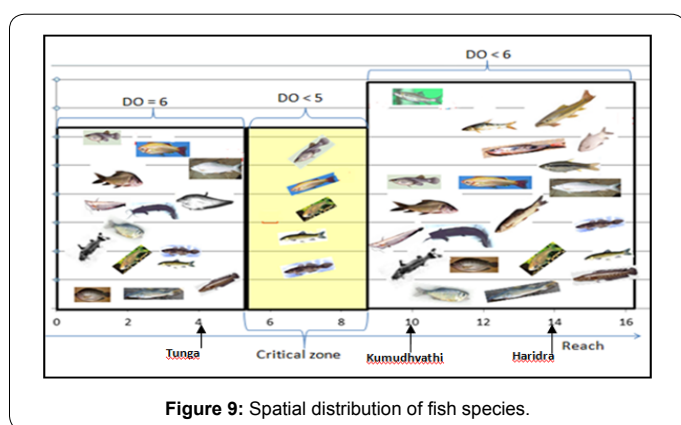 DO < 6
DO = 6
DO < 5
0 2 4 6 8 10 12 14 16
Tunga
Critical zone
Kumudhvathi
Haridra
Reach
Figure 9: Spatial distribution of fish species.